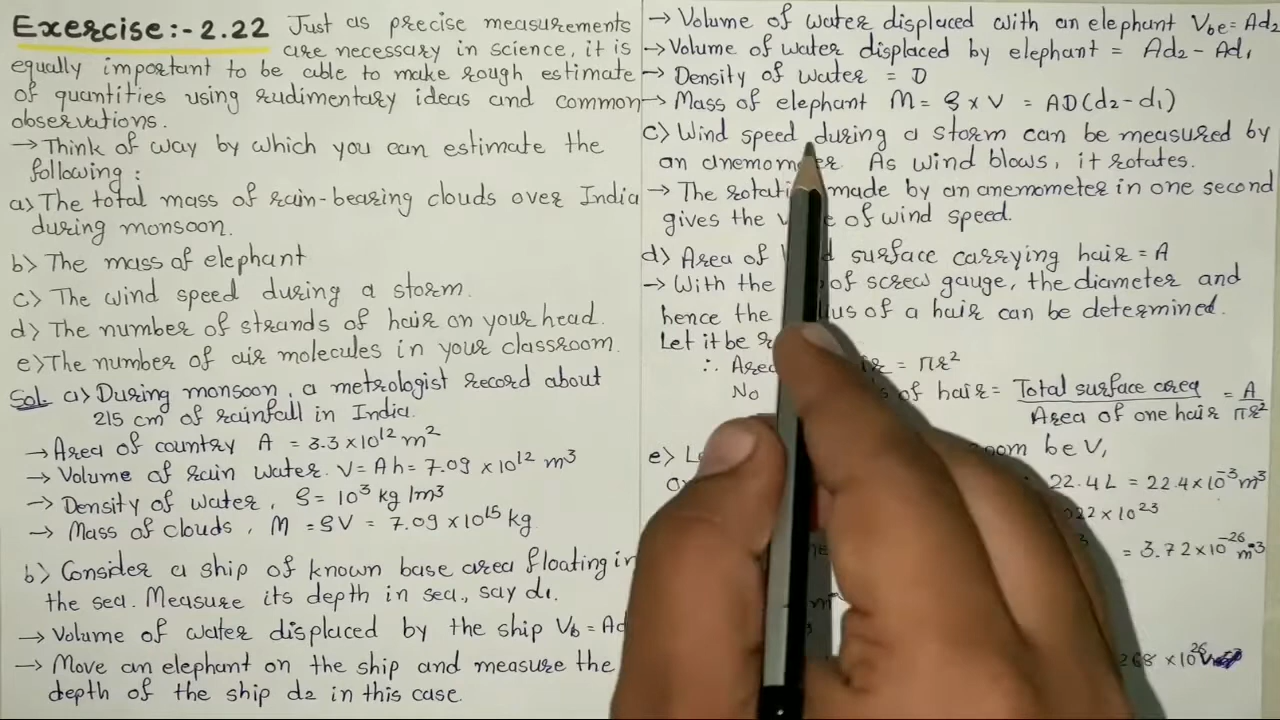 Exercise:- 2.22 Just as precise measurements
are necessary in science, it is
equally important to be able to make rough estimate
of quantities using rudimentary ideas and common
observations.
→ Think of way by which you can estimate the
following :
a) The total mass of rain-bearing clouds over India
during monsoon.
b) The mass of elephant
c) The wind speed during a storm.
d) The number of strands of hair on your head.
e) The number of air molecules in your classroom.
Sol. a) During monsoon, a metrologist record about
215 cm of rainfall in India.
→ Area of country A = 3.3 x 10¹² m²
→ Volume of rain water. V = Ah = 7.09 x 10¹² m³
→ Density of water, ϱ = 10³ kg/m³
→ Mass of clouds, M = ϱV = 7.09 x 10¹⁵ kg
b) Consider a ship of known base area floating in
the sea. Measure its depth in sea, say d₁.
→ Volume of water displaced by the ship V_b = Ad
→ Move an elephant on the ship and measure the
depth of the ship d₂ in this case.
→ Volume of water displaced with an elephant V_be = Ad₂
→ Volume of water displaced by elephant = Ad₂ - Ad₁
→ Density of water = D
→ Mass of elephant M = ϱ x V = AD(d₂ - d₁)
c) Wind speed during a storm can be measured by
an As wind blows, it rotates.
→ The made by an anemometer in one second
gives the of wind speed.
d) Area of surface carrying hair = A
→ With the of screw gauge, the diameter and
hence the of a hair can be determined.
Let it be r
∴ = πr²
No of hair = Total surface area / Area of one hair = A / πr²
e) be V,
22.4 L = 22.4 x 10⁻³ m³
022 x 10²³
= 3.72 x 10⁻²⁶ m³
268 x 10²⁶